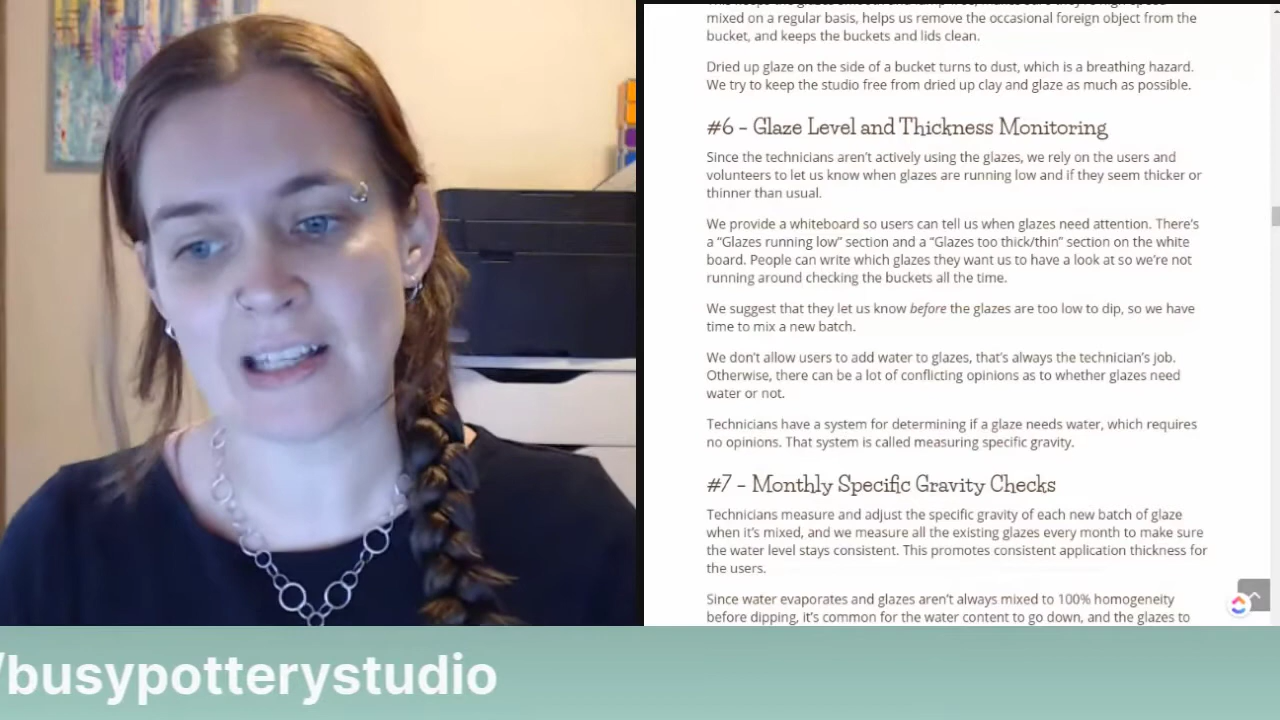 mixed on a regular basis, helps us remove the occasional foreign object from the
bucket, and keeps the buckets and lids clean.
Dried up glaze on the side of a bucket turns to dust, which is a breathing hazard.
We try to keep the studio free from dried up clay and glaze as much as possible.
#6 – Glaze Level and Thickness Monitoring
Since the technicians aren't actively using the glazes, we rely on the users and
volunteers to let us know when glazes are running low and if they seem thicker or
thinner than usual.
We provide a whiteboard so users can tell us when glazes need attention. There's
a “Glazes running low” section and a “Glazes too thick/thin” section on the white
board. People can write which glazes they want us to have a look at so we're not
running around checking the buckets all the time.
We suggest that they let us know before the glazes are too low to dip, so we have
time to mix a new batch.
We don't allow users to add water to glazes, that's always the technician's job.
Otherwise, there can be a lot of conflicting opinions as to whether glazes need
water or not.
Technicians have a system for determining if a glaze needs water, which requires
no opinions. That system is called measuring specific gravity.
#7 – Monthly Specific Gravity Checks
Technicians measure and adjust the specific gravity of each new batch of glaze
when it's mixed, and we measure all the existing glazes every month to make sure
the water level stays consistent. This promotes consistent application thickness for
the users.
Since water evaporates and glazes aren't always mixed to 100% homogeneity
before dipping, it's common for the water content to go down, and the glazes to
/busypotterystudio